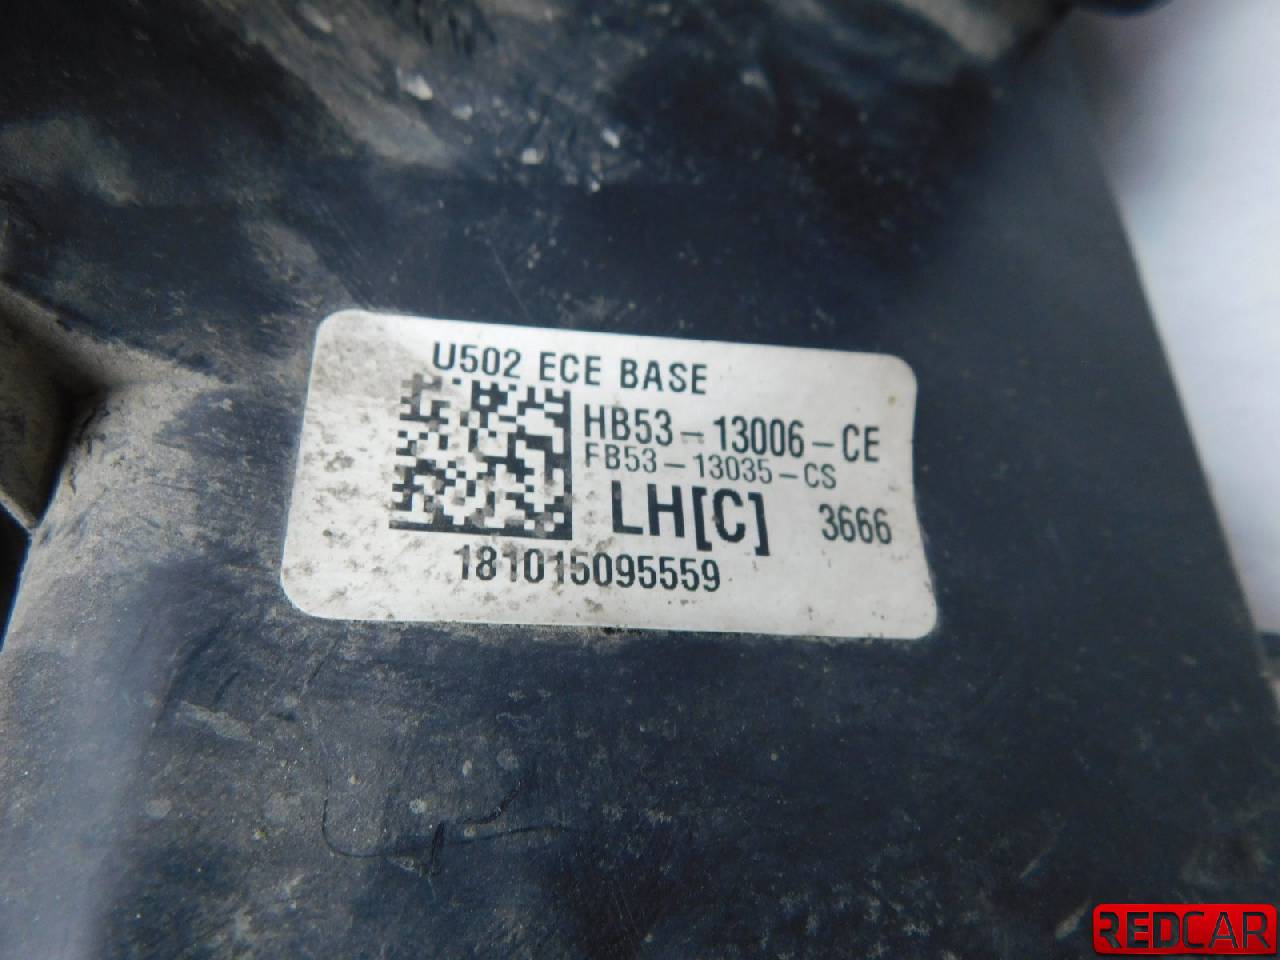 U502 ECE BASE
HB53-13006-CE
FB53-13035-CS
LH[C] 3666
181015095559
REDCAR